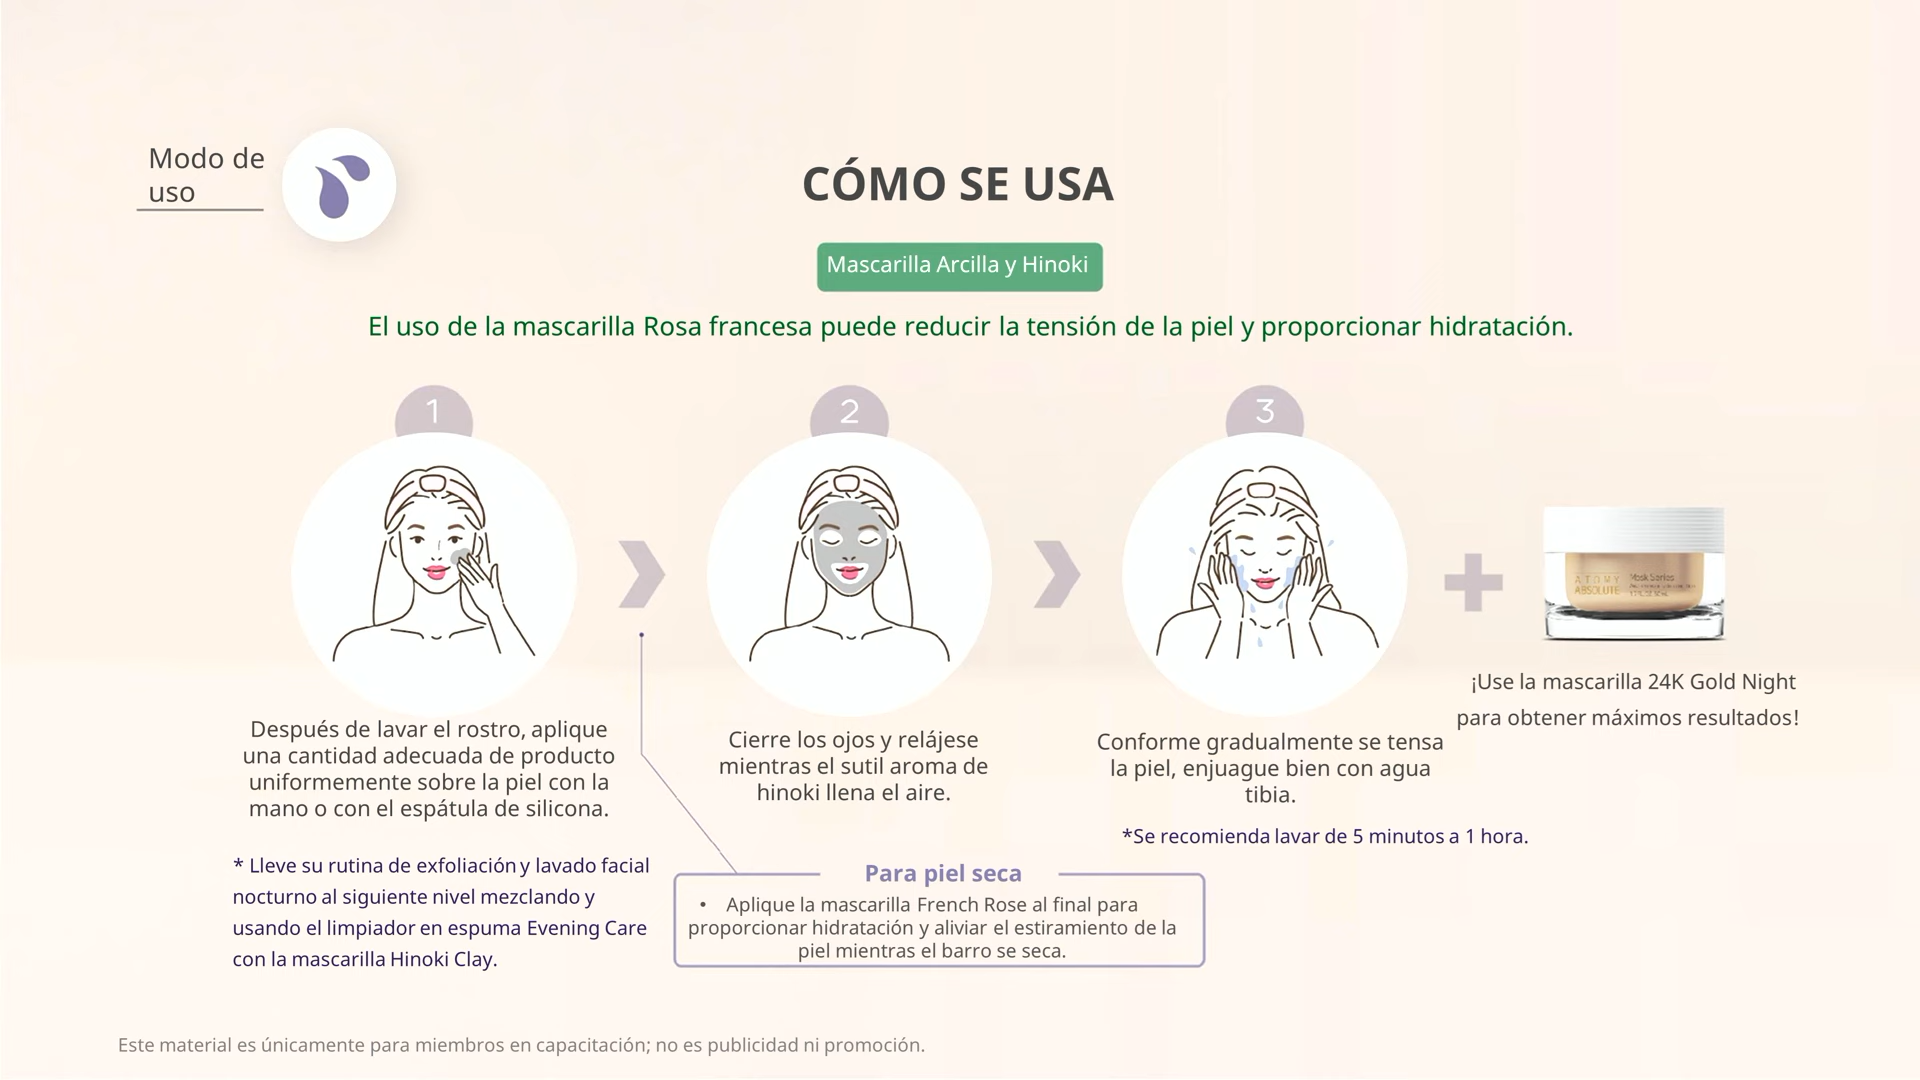 Modo de
uso
CÓMO SE USA
Mascarilla Arcilla y Hinoki
El uso de la mascarilla Rosa francesa puede reducir la tensión de la piel y proporcionar hidratación.
1
2
3
ATOMY
ABSOLUTE
Mask Series
¡Use la mascarilla 24K Gold Night
para obtener máximos resultados!
Después de lavar el rostro, aplique
una cantidad adecuada de producto
uniformemente sobre la piel con la
mano o con el espátula de silicona.
* Lleve su rutina de exfoliación y lavado facial
nocturno al siguiente nivel mezclando y
usando el limpiador en espuma Evening Care
con la mascarilla Hinoki Clay.
Cierre los ojos y relájese
mientras el sutil aroma de
hinoki llena el aire.
Conforme gradualmente se tensa
la piel, enjuague bien con agua
tibia.
*Se recomienda lavar de 5 minutos a 1 hora.
Para piel seca
• Aplique la mascarilla French Rose al final para
proporcionar hidratación y aliviar el estiramiento de la
piel mientras el barro se seca.
Este material es únicamente para miembros en capacitación; no es publicidad ni promoción.